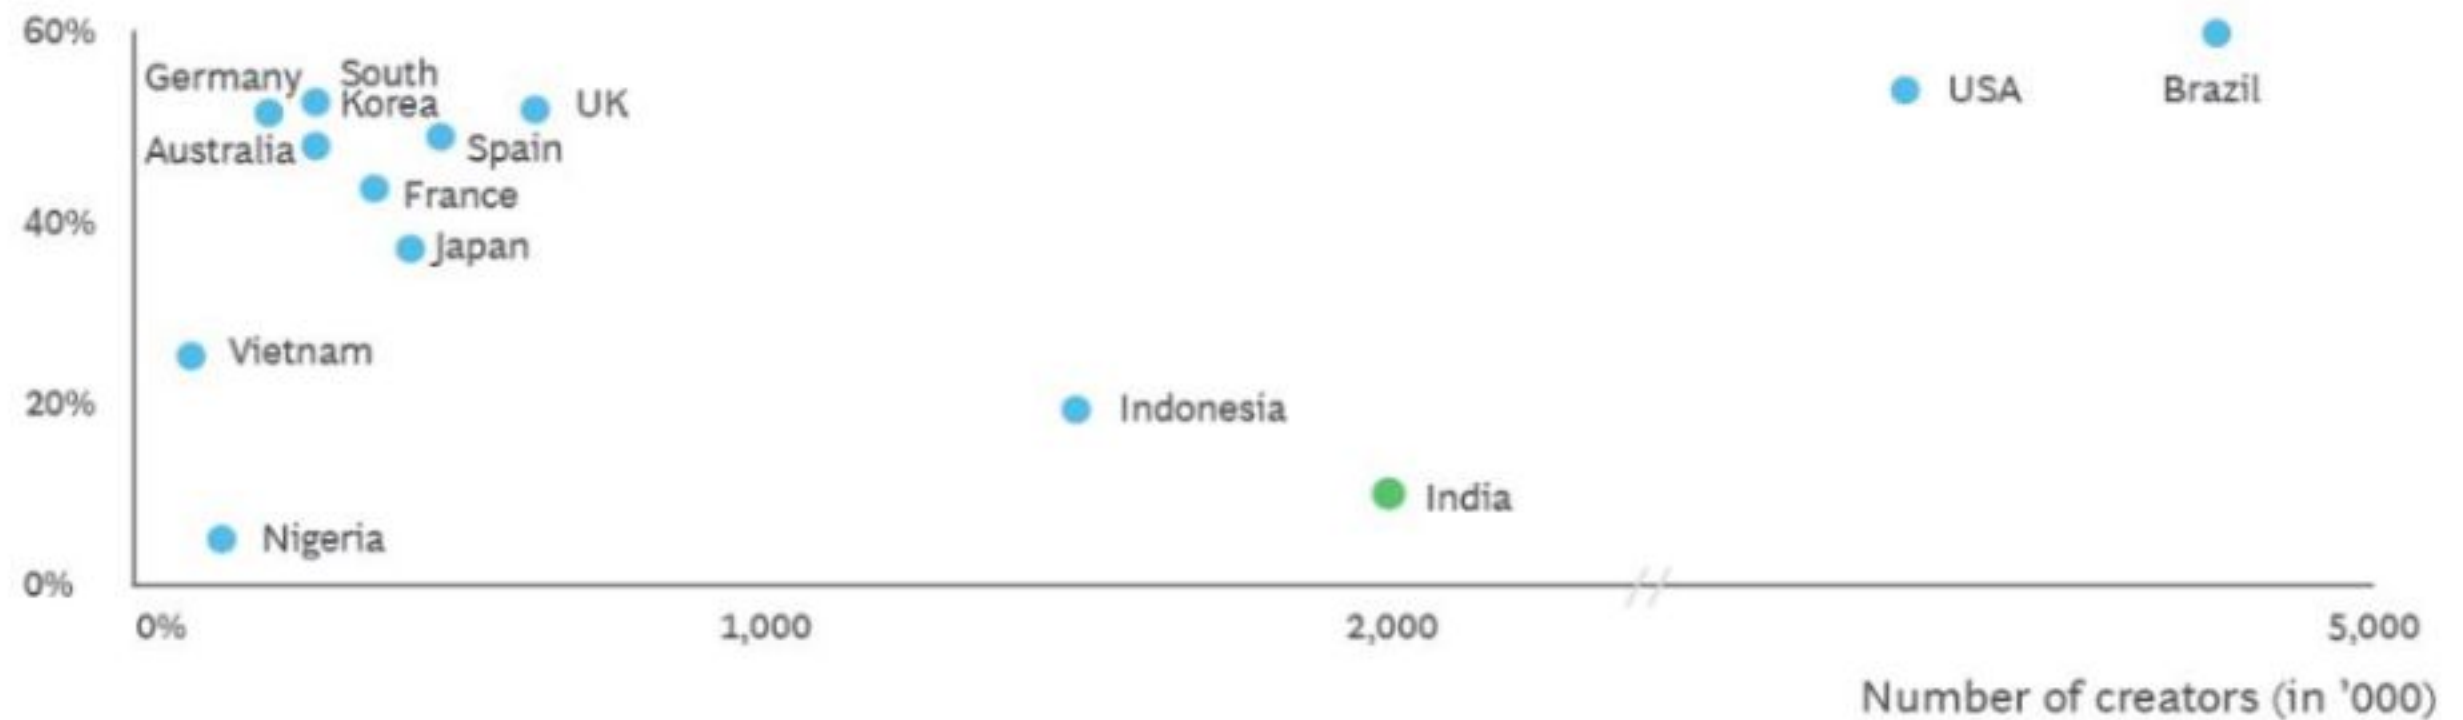 60%
Germany
South
Korea
UK
USA
Brazil
Australia
Spain
France
40%
Japan
Vietnam
20%
Indonesia
India
Nigeria
0%
0%
1,000
2,000
5,000
Number of creators (in '000)